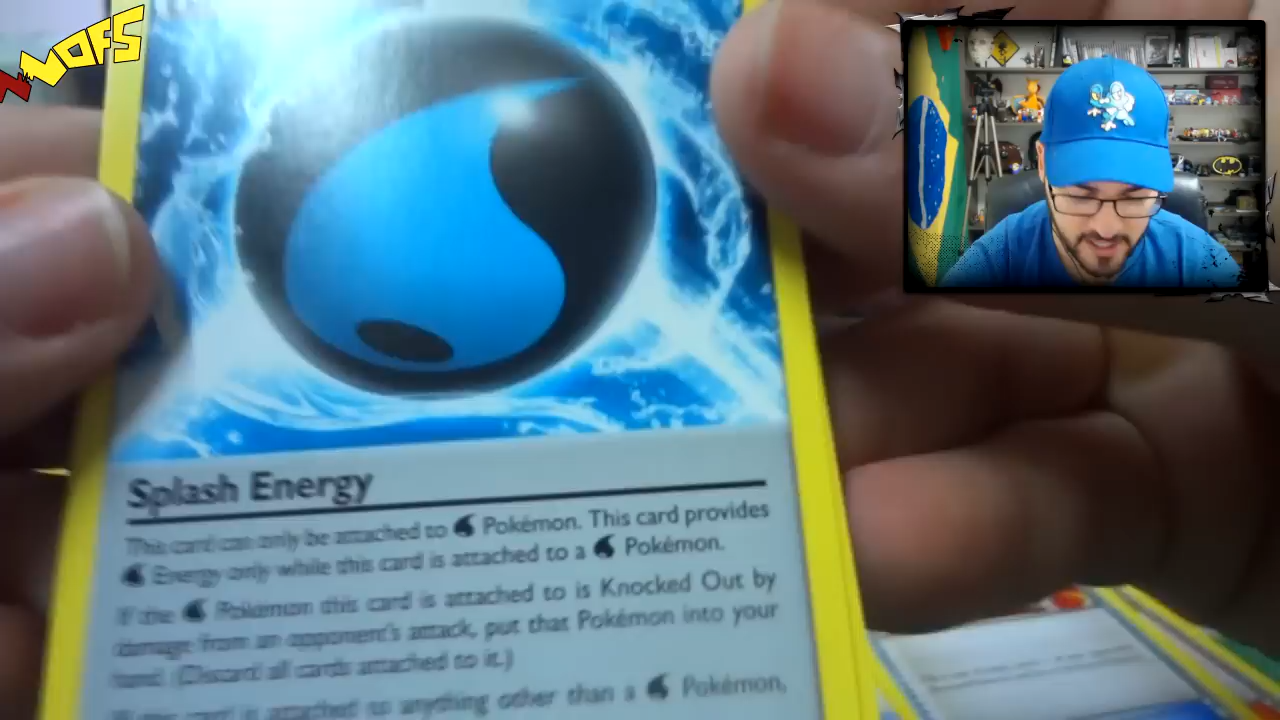 MOFS
Splash Energy
This card can only be attached to Pokémon. This card provides
Energy only while this card is attached to a Pokémon.
If the Pokémon this card is attached to is Knocked Out by
damage from an opponent's attack, put that Pokémon into your
hand. (Discard all cards attached to it.)
If this card is attached to anything other than a Pokémon,